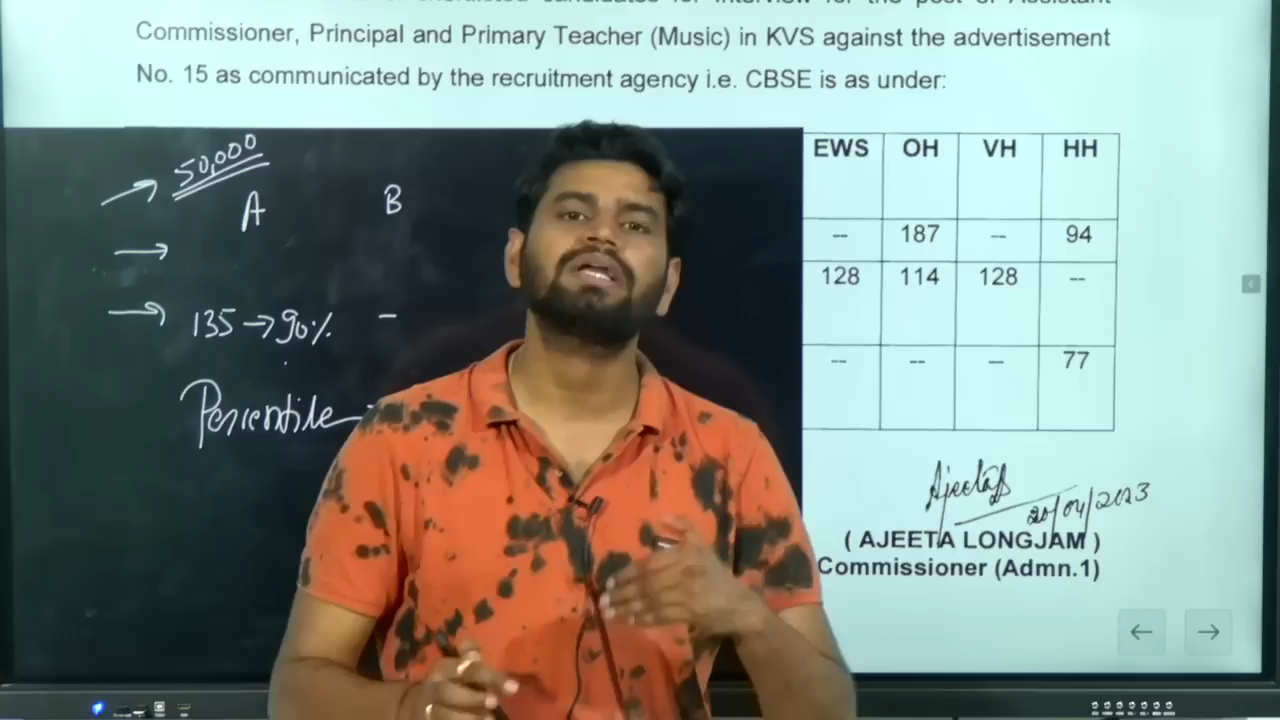 Commissioner, Principal and Primary Teacher (Music) in KVS against the advertisement
No. 15 as communicated by the recruitment agency i.e. CBSE is as under:
50,000
A B
135 → 90% -
Percentile
EWS OH VH HH
-- 187 -- 94
128 114 128 --
-- -- -- 77
Ajeeta
20/04/2023
( AJEETA LONGJAM )
Commissioner (Admn.1)